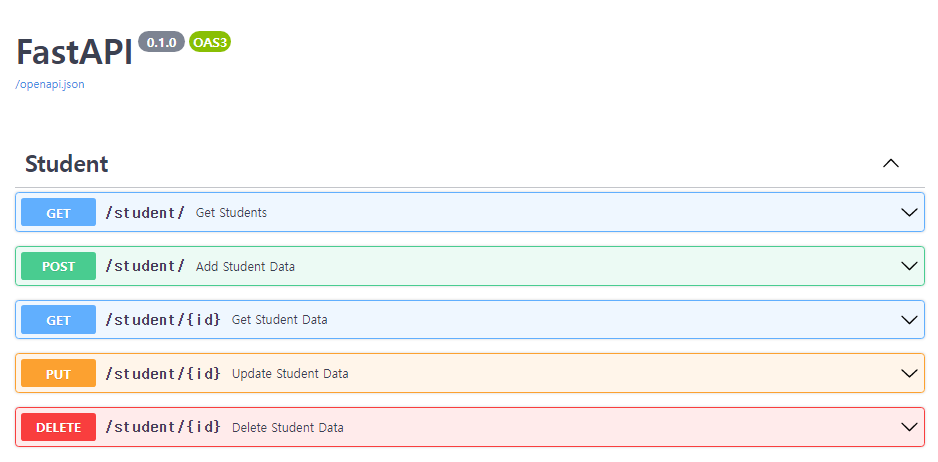 FastAPI 0.1.0 OAS3
/openapi.json
Student
GET /student/ Get Students
POST /student/ Add Student Data
GET /student/{id} Get Student Data
PUT /student/{id} Update Student Data
DELETE /student/{id} Delete Student Data